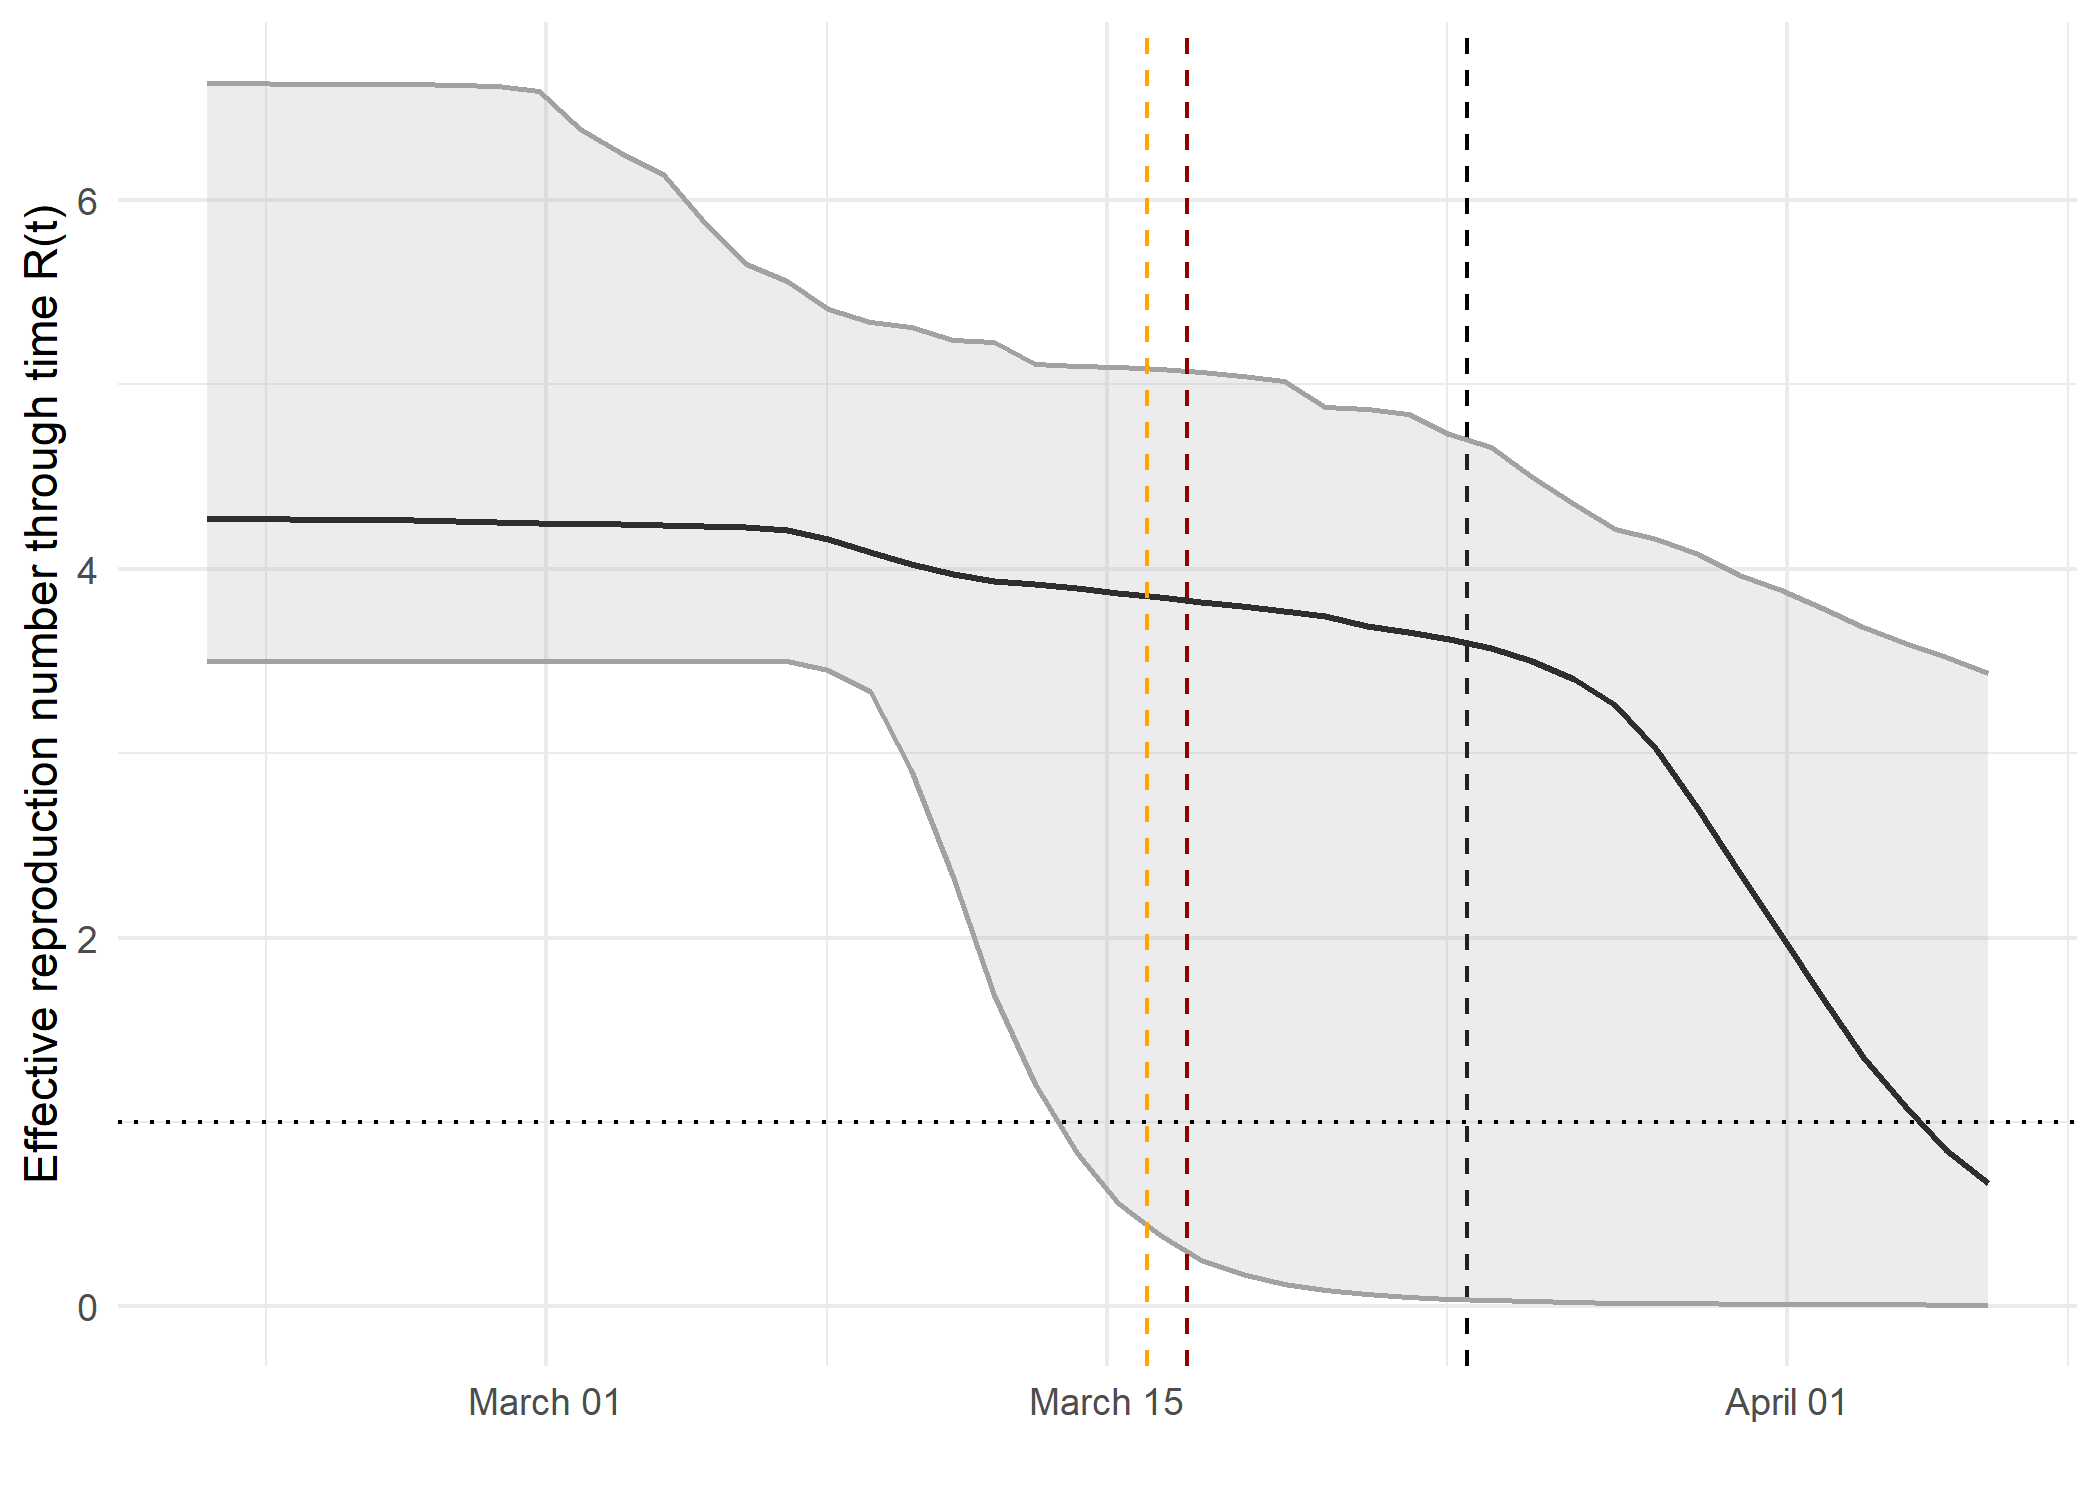 Effective reproduction number through time R(t)
6
4
2
0
March 01
March 15
April 01